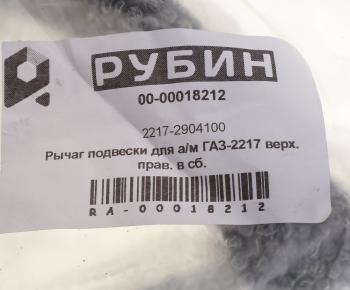 РУБИН
00-00018212
2217-2904100
Рычаг подвески для а/м ГАЗ-2217 верх.
прав. в сб.
RA-00018212